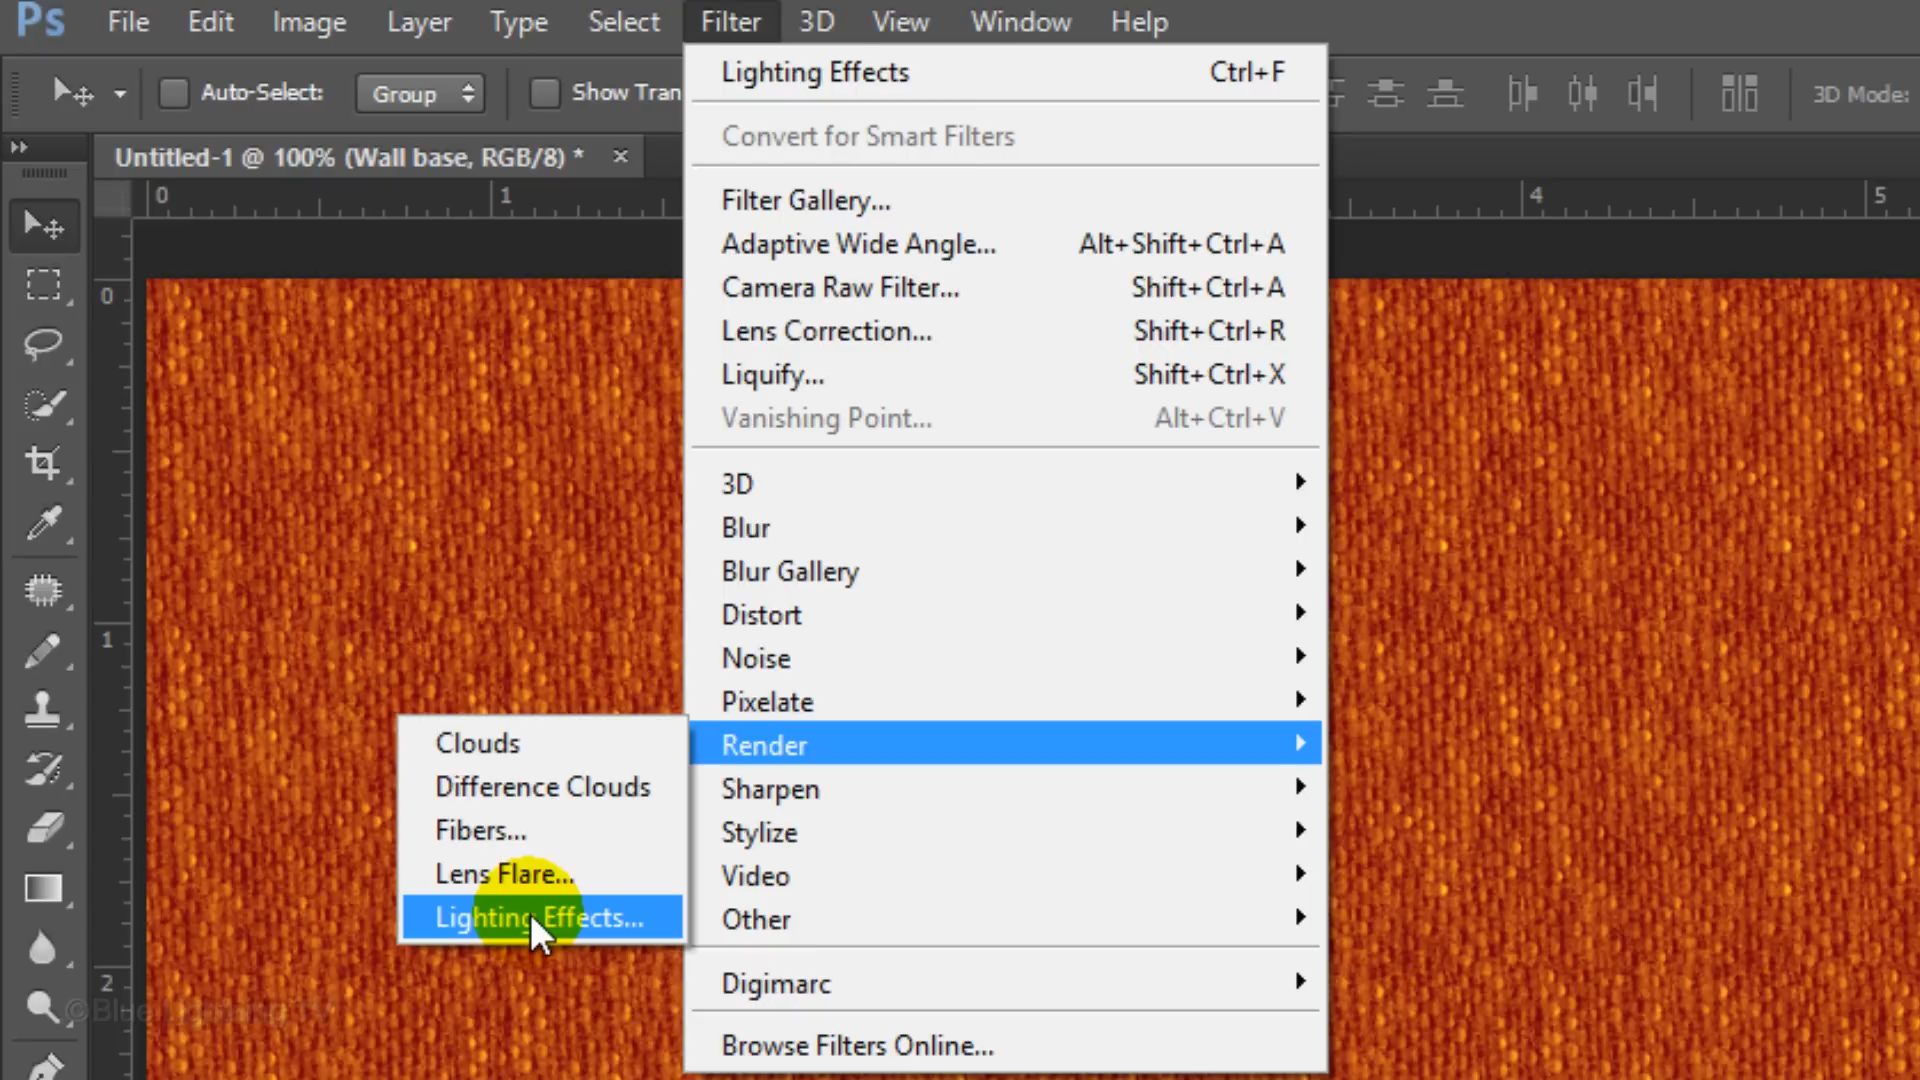 Ps File Edit Image Layer Type Select Filter 3D View Window Help
Auto-Select: Group Show Tran 3D Mode:
Untitled-1 @ 100% (Wall base, RGB/8) * ×
0 1 4 5
0
1
2
Lighting Effects Ctrl+F
Convert for Smart Filters
Filter Gallery...
Adaptive Wide Angle... Alt+Shift+Ctrl+A
Camera Raw Filter... Shift+Ctrl+A
Lens Correction... Shift+Ctrl+R
Liquify... Shift+Ctrl+X
Vanishing Point... Alt+Ctrl+V
3D
Blur
Blur Gallery
Distort
Noise
Pixelate
Render
Sharpen
Stylize
Video
Other
Digimarc
Browse Filters Online...
Clouds
Difference Clouds
Fibers...
Lens Flare...
Lighting Effects...